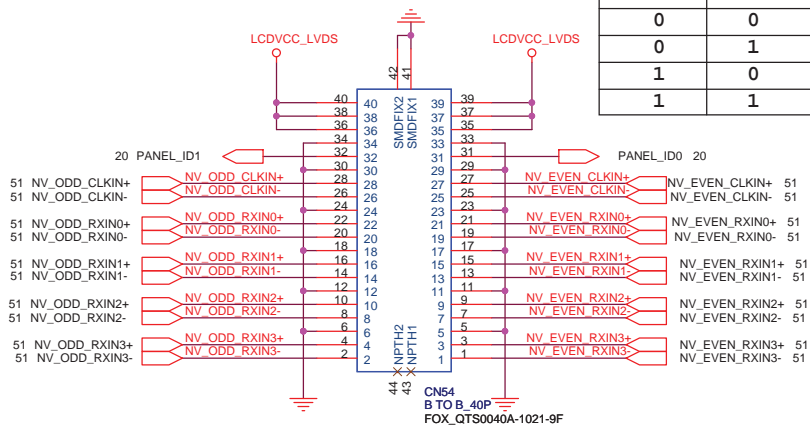 0 0
0 1
1 0
1 1
LCDVCC_LVDS
LCDVCC_LVDS
42 41
SMDFIX2
SMDFIX1
40 40 39 39
38 38 37 37
36 36 35 35
34 34 33 33
20 PANEL_ID1 32 32 31 31 PANEL_ID0 20
30 30 29 29
51 NV_ODD_CLKIN+ NV_ODD_CLKIN+ 28 28 27 27 NV_EVEN_CLKIN+ NV_EVEN_CLKIN+ 51
51 NV_ODD_CLKIN- NV_ODD_CLKIN- 26 26 25 25 NV_EVEN_CLKIN- NV_EVEN_CLKIN- 51
24 24 23 23
51 NV_ODD_RXIN0+ NV_ODD_RXIN0+ 22 22 21 21 NV_EVEN_RXIN0+ NV_EVEN_RXIN0+ 51
51 NV_ODD_RXIN0- NV_ODD_RXIN0- 20 20 19 19 NV_EVEN_RXIN0- NV_EVEN_RXIN0- 51
18 18 17 17
51 NV_ODD_RXIN1+ NV_ODD_RXIN1+ 16 16 15 15 NV_EVEN_RXIN1+ NV_EVEN_RXIN1+ 51
51 NV_ODD_RXIN1- NV_ODD_RXIN1- 14 14 13 13 NV_EVEN_RXIN1- NV_EVEN_RXIN1- 51
12 12 11 11
51 NV_ODD_RXIN2+ NV_ODD_RXIN2+ 10 10 9 9 NV_EVEN_RXIN2+ NV_EVEN_RXIN2+ 51
51 NV_ODD_RXIN2- NV_ODD_RXIN2- 8 8 7 7 NV_EVEN_RXIN2- NV_EVEN_RXIN2- 51
6 6 5 5
51 NV_ODD_RXIN3+ NV_ODD_RXIN3+ 4 4 3 3 NV_EVEN_RXIN3+ NV_EVEN_RXIN3+ 51
51 NV_ODD_RXIN3- NV_ODD_RXIN3- 2 2 1 1 NV_EVEN_RXIN3- NV_EVEN_RXIN3- 51
NPTH2
NPTH1
44 43
CN54
B TO B_40P
FOX_QTS0040A-1021-9F